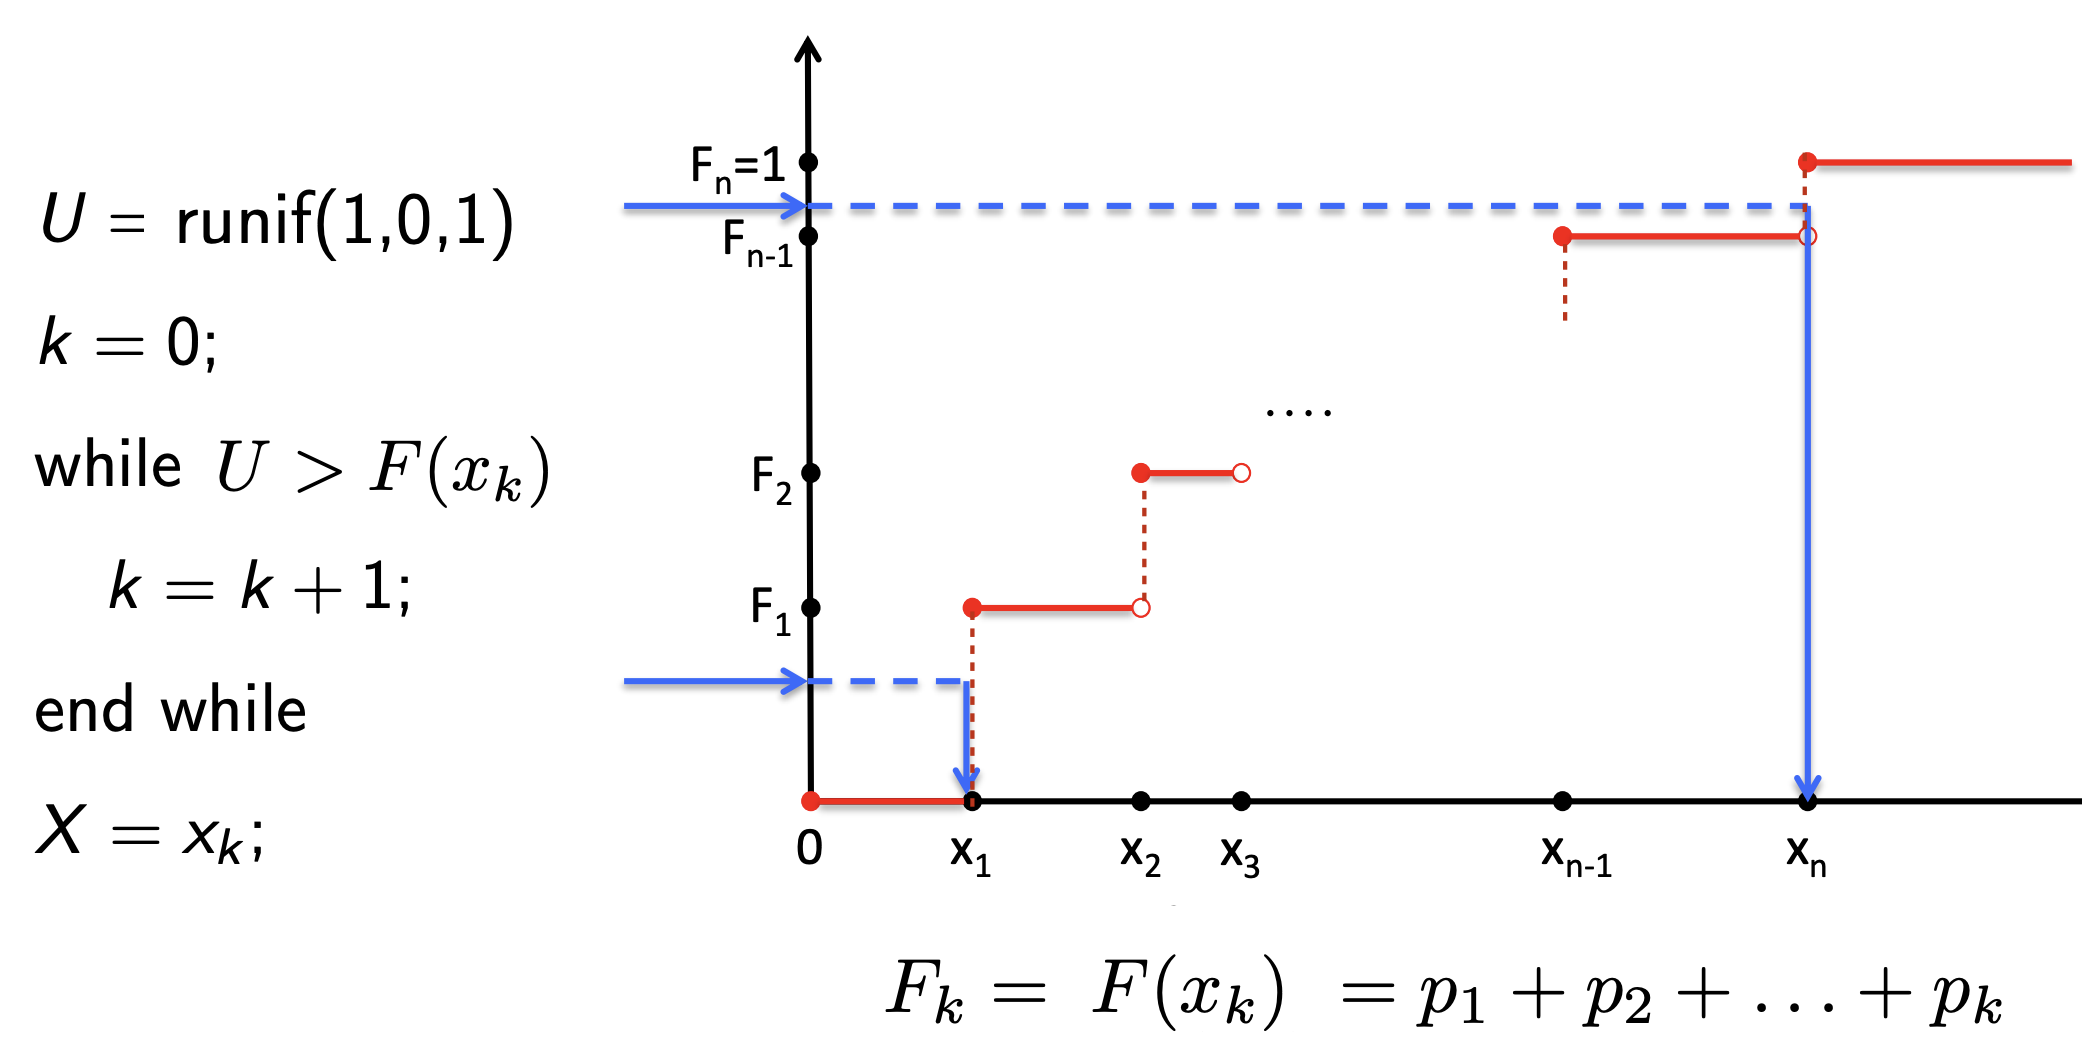 U = runif(1,0,1)
k = 0;
while U > F(x_k)
k = k + 1;
end while
X = x_k;
F_n=1
F_{n-1}
F_2
F_1
....
0 x_1 x_2 x_3 x_{n-1} x_n
F_k = F(x_k) = p_1 + p_2 + ... + p_k